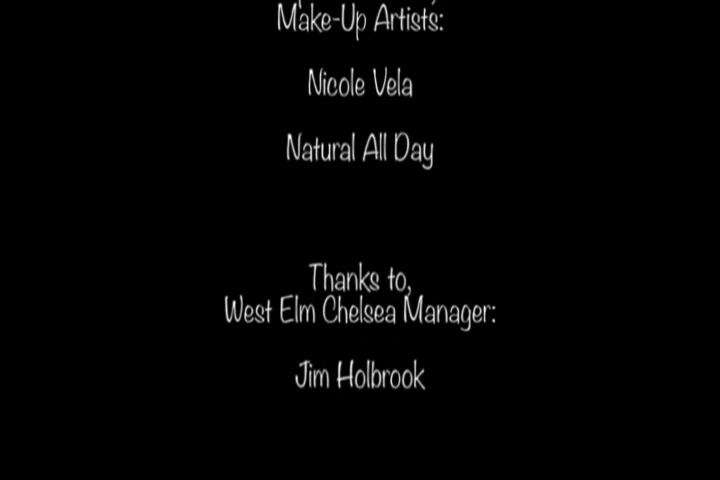 Make-Up Artists:
Nicole Vela
Natural All Day
Thanks to,
West Elm Chelsea Manager:
Jim Holbrook